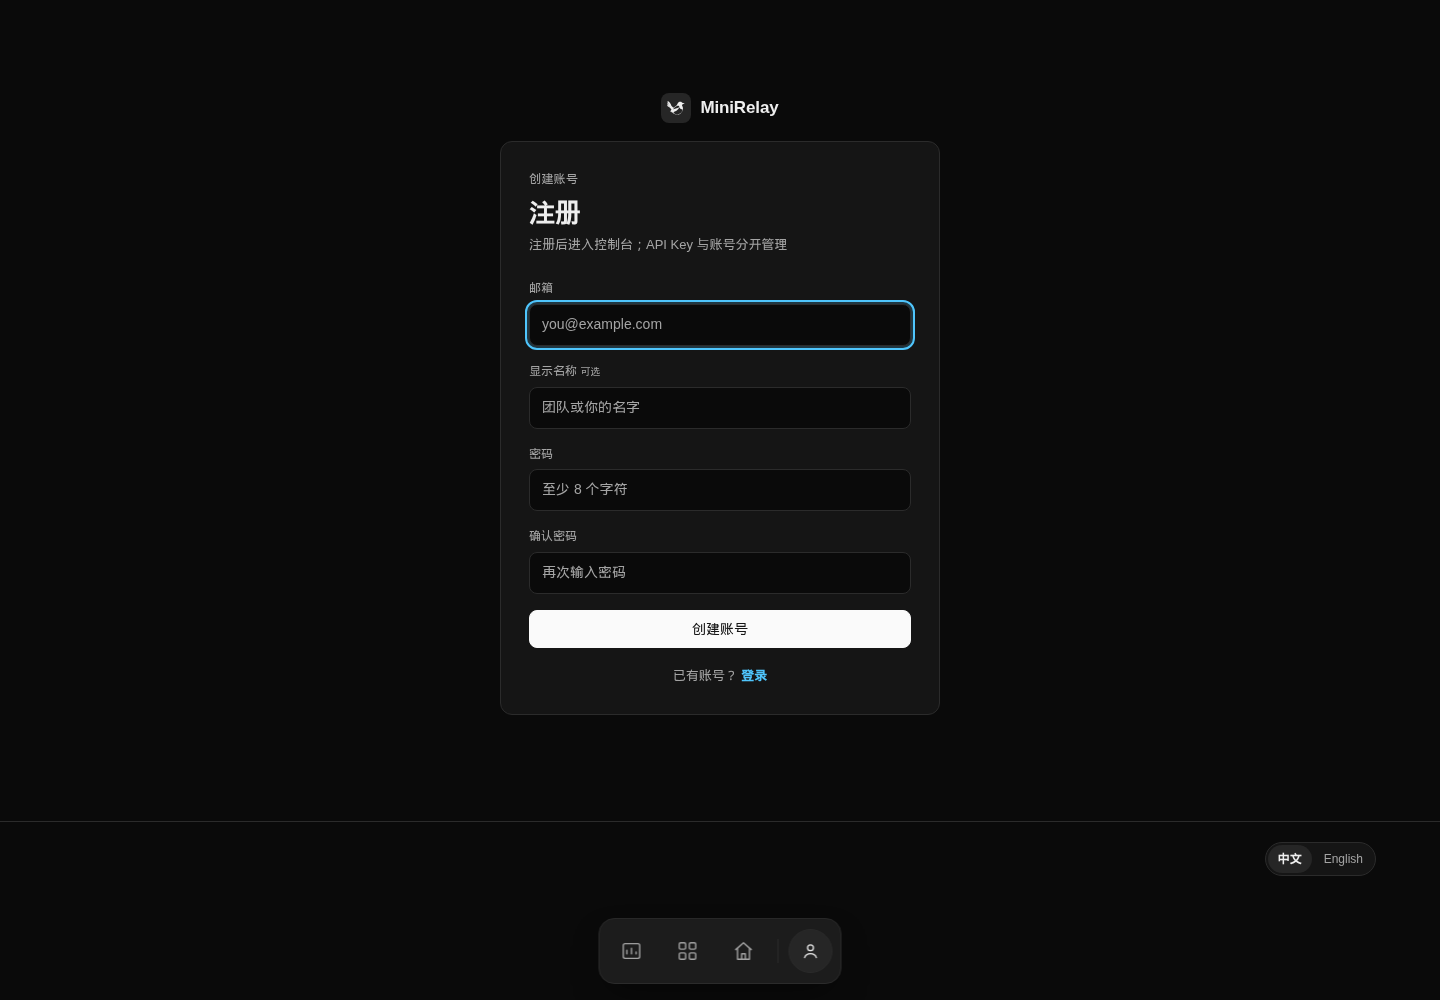 MiniRelay
创建账号
注册
注册后进入控制台；API Key 与账号分开管理
邮箱
you@example.com
显示名称 可选
团队或你的名字
密码
至少 8 个字符
确认密码
再次输入密码
创建账号
已有账号？ 登录
中文 English